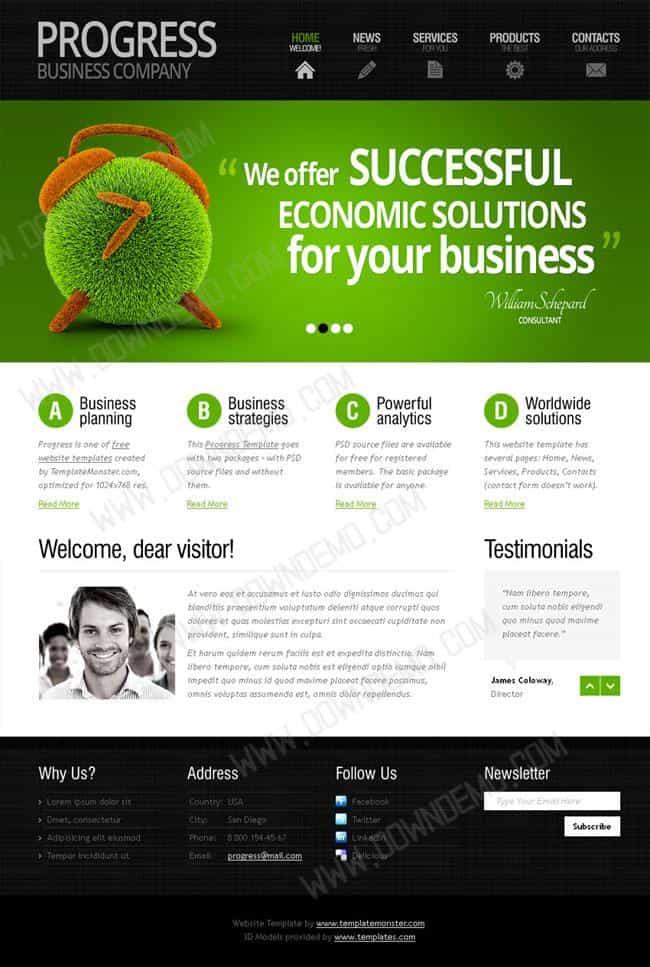 PROGRESS
BUSINESS COMPANY
HOME
WELCOME!
NEWS
FRESH
SERVICES
FOR YOU
PRODUCTS
THE BEST
CONTACTS
OUR ADDRESS
“ We offer SUCCESSFUL
ECONOMIC SOLUTIONS
for your business ”
William Schepard
CONSULTANT
A
Business
planning
Progress is one of free
website templates created
by TemplateMonster.com,
optimized for 1024x768 res.
Read More
B
Business
strategies
This Progress Template goes
with two packages - with PSD
source files and without
them.
Read More
C
Powerful
analytics
PSD source files are available
for free for registered
members. The basic package
is available for anyone.
Read More
D
Worldwide
solutions
This website template has
several pages: Home, News,
Services, Products, Contacts
(contact form doesn't work).
Read More
Welcome, dear visitor!
At vero eos et accusamus et iusto odio dignissimos ducimus qui
blanditiis praesentium voluptatum deleniti atque corrupti quos
dolores et quas molestias excepturi sint occaecati cupiditate non
provident, similique sunt in culpa.
Et harum quidem rerum facilis est et expedita distinctio. Nam
libero tempore, cum soluta nobis est eligendi optio cumque nihil
impedit quo minus id quod maxime placeat facere possimus,
omnis voluptas assumenda est, omnis dolor repellendus.
Testimonials
“Nam libero tempore,
cum soluta nobis eligendi
quo minus quod maxime
placeat facere.”
James Coloway,
Director
Why Us?
Lorem ipsum dolor sit
Dmet, consectetur
Adipisicing elit eiusmod
Tempor incididunt ut
Address
Country: USA
City: San Diego
Phone: 8 800 154-45-67
Email: progress@mail.com
Follow Us
Facebook
Twitter
LinkedIn
Delicious
Newsletter
Type Your Email Here
Subscribe
Website Template by www.templatemonster.com
3D Models provided by www.templates.com
WWW.DOWNDEMO.COM
WWW.DOWNDEMO.COM
WWW.DOWNDEMO.COM
WWW.DOWNDEMO.COM